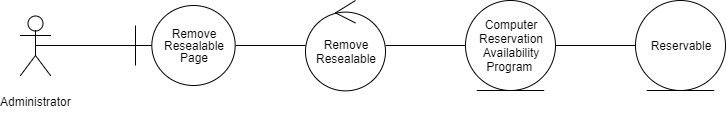 Remove
Resealable
Page
Remove
Resealable
Computer
Reservation
Availability
Program
Reservable
Administrator